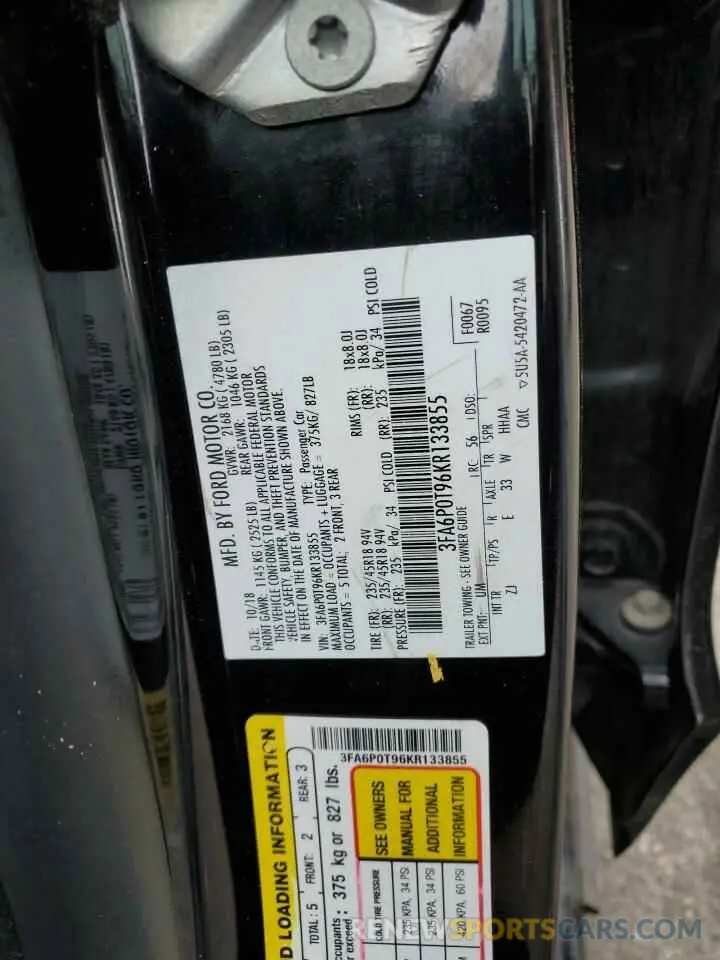 MFD. BY FORD MOTOR CO.
10/18 GVWR: 2168 KG ( 4780 LB)
FRONT GAWR: 1145 KG ( 2525 LB) REAR GAWR: 1046 KG ( 2305 LB)
THIS VEHICLE CONFORMS TO ALL APPLICABLE FEDERAL MOTOR
VEHICLE SAFETY, BUMPER, AND THEFT PREVENTION STANDARDS
IN EFFECT ON THE DATE OF MANUFACTURE SHOWN ABOVE.
VIN: 3FA6P0T96KR133855 TYPE: Passenger Car
MAXIMUM LOAD = OCCUPANTS + LUGGAGE = 375KG/ 827LB
OCCUPANTS = 5 TOTAL: 2 FRONT, 3 REAR
TIRE (FR): 235/45R18 94V RIMS (FR): 18x8.0J
(RR): 235/45R18 94V (RR): 18x8.0J
PRESSURE (FR): 235 kPa/ 34 PSI COLD (RR): 235 kPa/ 34 PSI COLD
3FA6P0T96KR133855
TRAILER TOWING - SEE OWNER GUIDE LRC: 56 DSO: F0067
EXT PNT: UM R0095
INT TR TP/PS R AXLE TR SPR
ZJ E 33 W HHAA
CMC SU5A-5420472-AA
3FA6P0T96KR133855
LOADING INFORMATION
TOTAL: 5 FRONT: 2 REAR: 3
exceed: 375 kg or 827 lbs.
COLD TIRE PRESSURE SEE OWNERS
235 KPA, 34 PSI MANUAL FOR
235 KPA, 34 PSI ADDITIONAL
420 KPA, 60 PSI INFORMATION
RENEWSPORTSCARS.COM